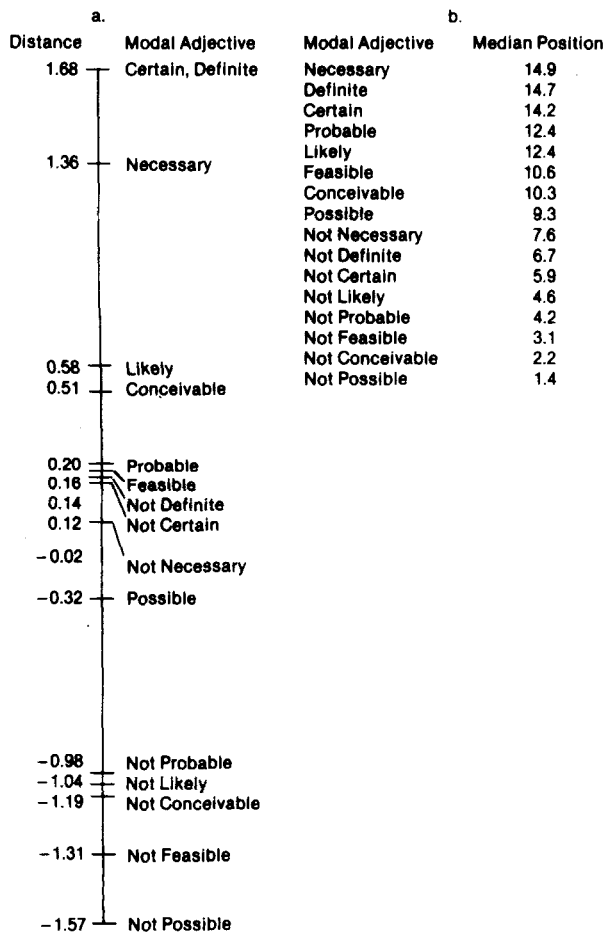 a.
Distance Modal Adjective
1.68 Certain, Definite
1.36 Necessary
0.58 Likely
0.51 Conceivable
0.20 Probable
0.16 Feasible
0.14 Not Definite
0.12 Not Certain
−0.02 Not Necessary
−0.32 Possible
−0.98 Not Probable
−1.04 Not Likely
−1.19 Not Conceivable
−1.31 Not Feasible
−1.57 Not Possible
b.
Modal Adjective Median Position
Necessary 14.9
Definite 14.7
Certain 14.2
Probable 12.4
Likely 12.4
Feasible 10.6
Conceivable 10.3
Possible 9.3
Not Necessary 7.6
Not Definite 6.7
Not Certain 5.9
Not Likely 4.6
Not Probable 4.2
Not Feasible 3.1
Not Conceivable 2.2
Not Possible 1.4